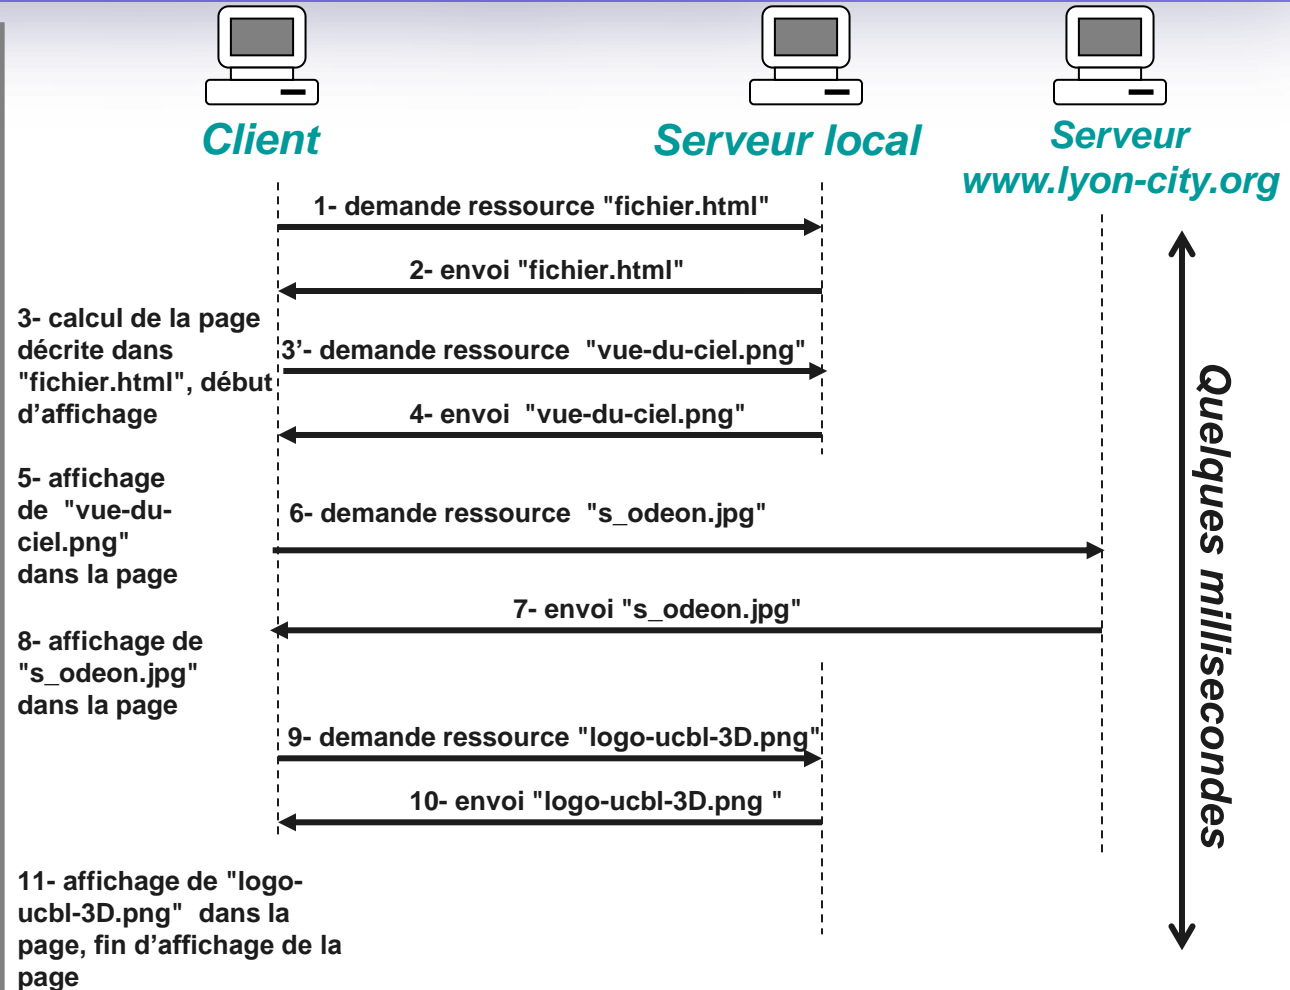 Client
Serveur local
Serveur
www.lyon-city.org
1- demande ressource "fichier.html"
2- envoi "fichier.html"
3- calcul de la page
décrite dans
"fichier.html", début
d’affichage
3’- demande ressource "vue-du-ciel.png"
4- envoi "vue-du-ciel.png"
5- affichage
de "vue-du-
ciel.png"
dans la page
6- demande ressource "s_odeon.jpg"
7- envoi "s_odeon.jpg"
8- affichage de
"s_odeon.jpg"
dans la page
9- demande ressource "logo-ucbl-3D.png"
10- envoi "logo-ucbl-3D.png "
11- affichage de "logo-
ucbl-3D.png" dans la
page, fin d’affichage de la
page
Quelques millisecondes